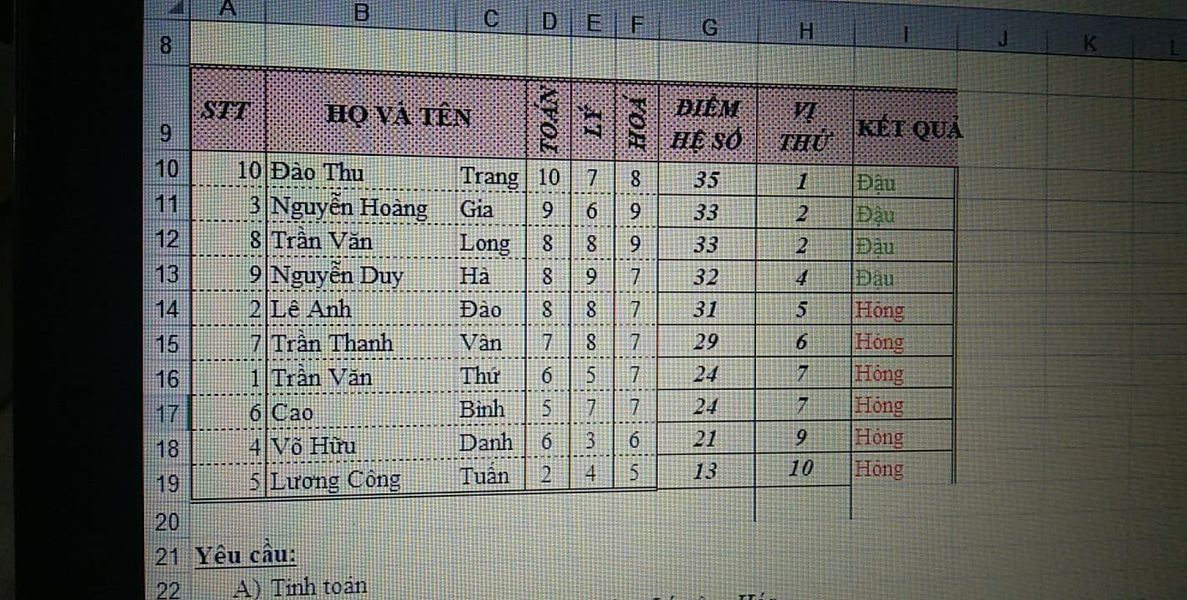 A B C D E F G H I J K L
8
9 STT HỌ VÀ TÊN TOÁN LÝ HOÁ ĐIỂM HỆ SỐ VỊ THỨ KẾT QUẢ
10 10 Đào Thu Trang 10 7 8 35 1 Đậu
11 3 Nguyễn Hoàng Gia 9 6 9 33 2 Đậu
12 8 Trần Văn Long 8 8 9 33 2 Đậu
13 9 Nguyễn Duy Hà 8 9 7 32 4 Đậu
14 2 Lê Anh Đào 8 8 7 31 5 Hỏng
15 7 Trần Thanh Vân 7 8 7 29 6 Hỏng
16 1 Trần Văn Thứ 6 5 7 24 7 Hỏng
17 6 Cao Bình 5 7 7 24 7 Hỏng
18 4 Võ Hữu Danh 6 3 6 21 9 Hỏng
19 5 Lương Công Tuấn 2 4 5 13 10 Hỏng
20
21 Yêu cầu:
22 A) Tính toán